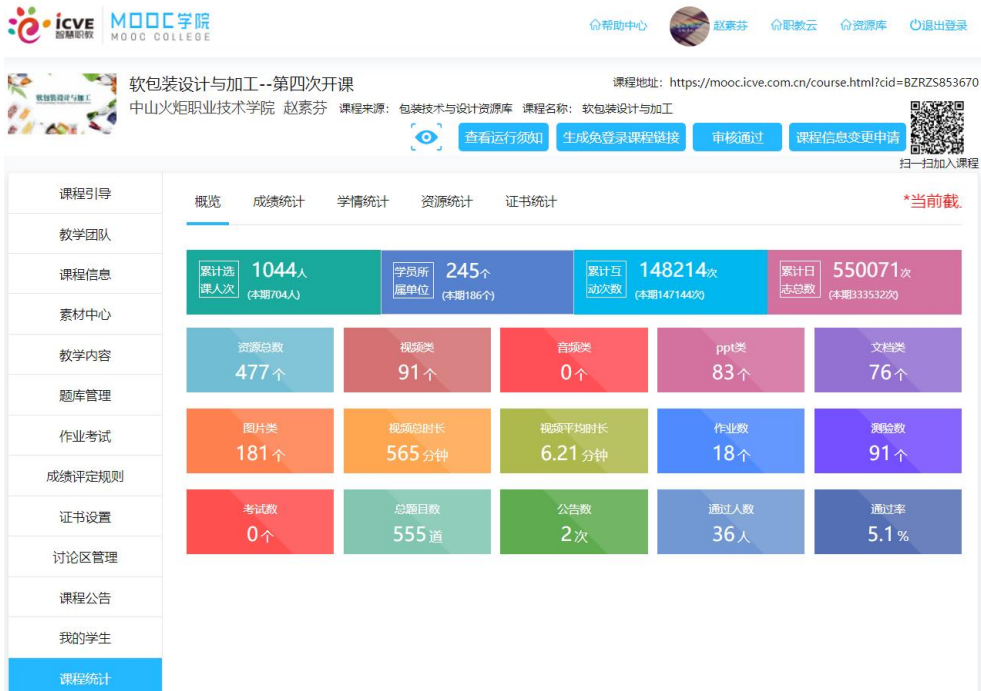 icve 智慧职教 MOOC学院 MOOC COLLEGE 帮助中心 赵素芬 职教云 资源库 退出登录
软包装设计与加工
软包装设计与加工--第四次开课 课程地址：https://mooc.icve.com.cn/course.html?cid=BZRZS853670
中山火炬职业技术学院 赵素芬 课程来源： 包装技术与设计资源库 课程名称： 软包装设计与加工
查看运行须知 生成免登录课程链接 审核通过 课程信息变更申请
扫一扫加入课程
课程引导
教学团队
课程信息
素材中心
教学内容
题库管理
作业考试
成绩评定规则
证书设置
讨论区管理
课程公告
我的学生
课程统计
概览 成绩统计 学情统计 资源统计 证书统计 *当前截
累计选课人次 1044人 (本期704人)
学员所属单位 245个 (本期186个)
累计互动次数 148214次 (本期147144次)
累计日志总数 550071次 (本期333532次)
资源总数 视频类 音频类 ppt类 文档类
477个 91个 0个 83个 76个
图片类 视频总时长 视频平均时长 作业数 测验数
181个 565分钟 6.21分钟 18个 91个
考试数 总题目数 公告数 通过人数 通过率
0个 555道 2次 36人 5.1%